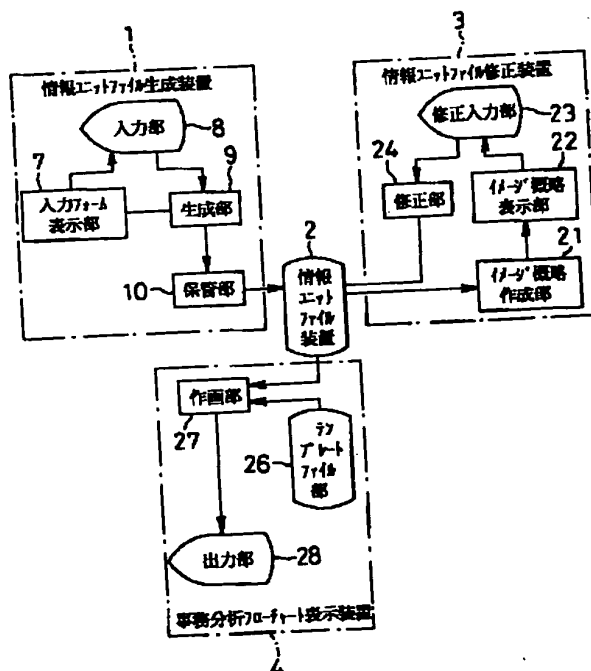 1
情報ユニットファイル生成装置
入力部
8
7
入力フォーム
表示部
9
生成部
10
保管部
2
情報
ユニット
ファイル
装置
3
情報ユニットファイル修正装置
修正入力部
23
24
修正部
22
イメージ概略
表示部
21
イメージ概略
作成部
作画部
27
26
テン
プレート
ファイル
部
出力部
28
事務分析フローチャート表示装置
4